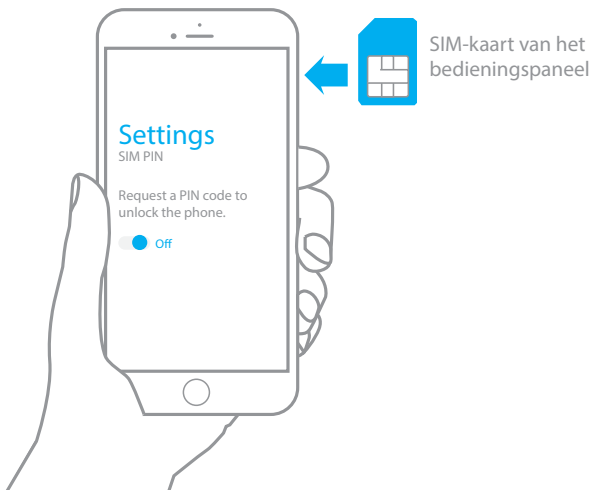 SIM-kaart van het
bedieningspaneel
Settings
SIM PIN
Request a PIN code to
unlock the phone.
Off